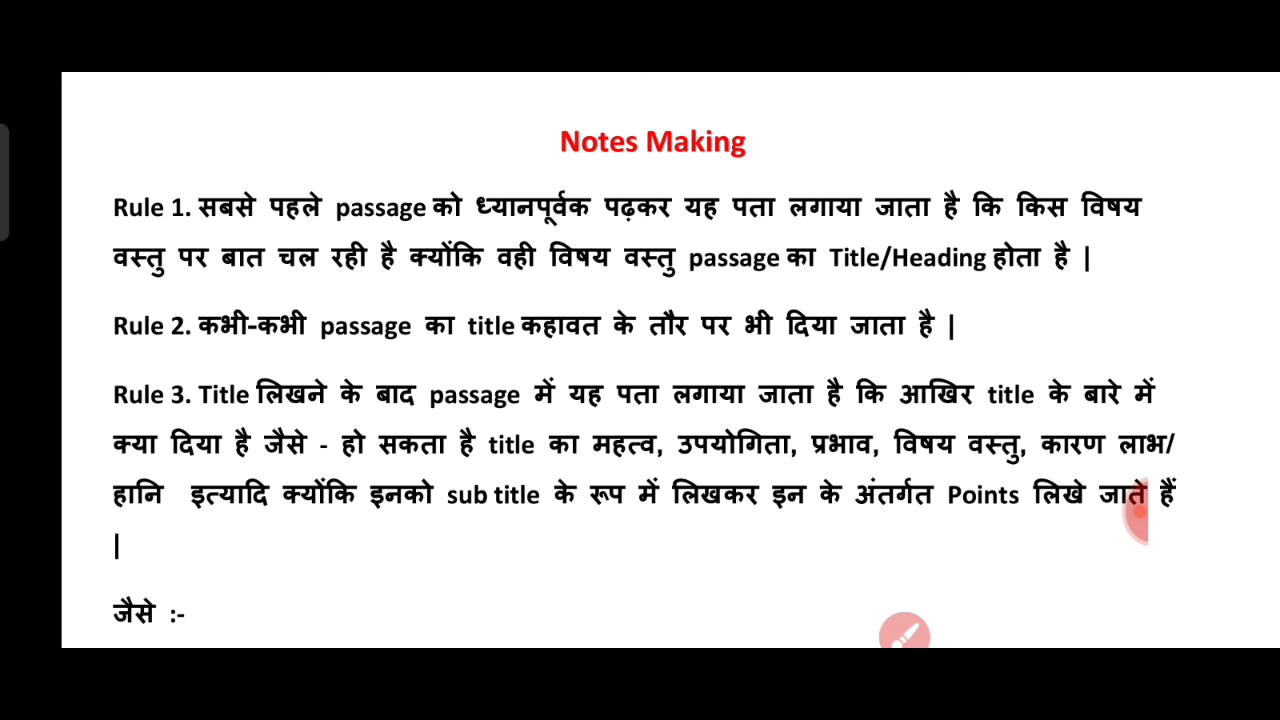 Notes Making
Rule 1. सबसे पहले passage को ध्यानपूर्वक पढ़कर यह पता लगाया जाता है कि किस विषय
वस्तु पर बात चल रही है क्योंकि वही विषय वस्तु passage का Title/Heading होता है |
Rule 2. कभी-कभी passage का title कहावत के तौर पर भी दिया जाता है |
Rule 3. Title लिखने के बाद passage में यह पता लगाया जाता है कि आखिर title के बारे में
क्या दिया है जैसे - हो सकता है title का महत्व, उपयोगिता, प्रभाव, विषय वस्तु, कारण लाभ/
हानि इत्यादि क्योंकि इनको sub title के रूप में लिखकर इन के अंतर्गत Points लिखे जाते हैं
|
जैसे :-